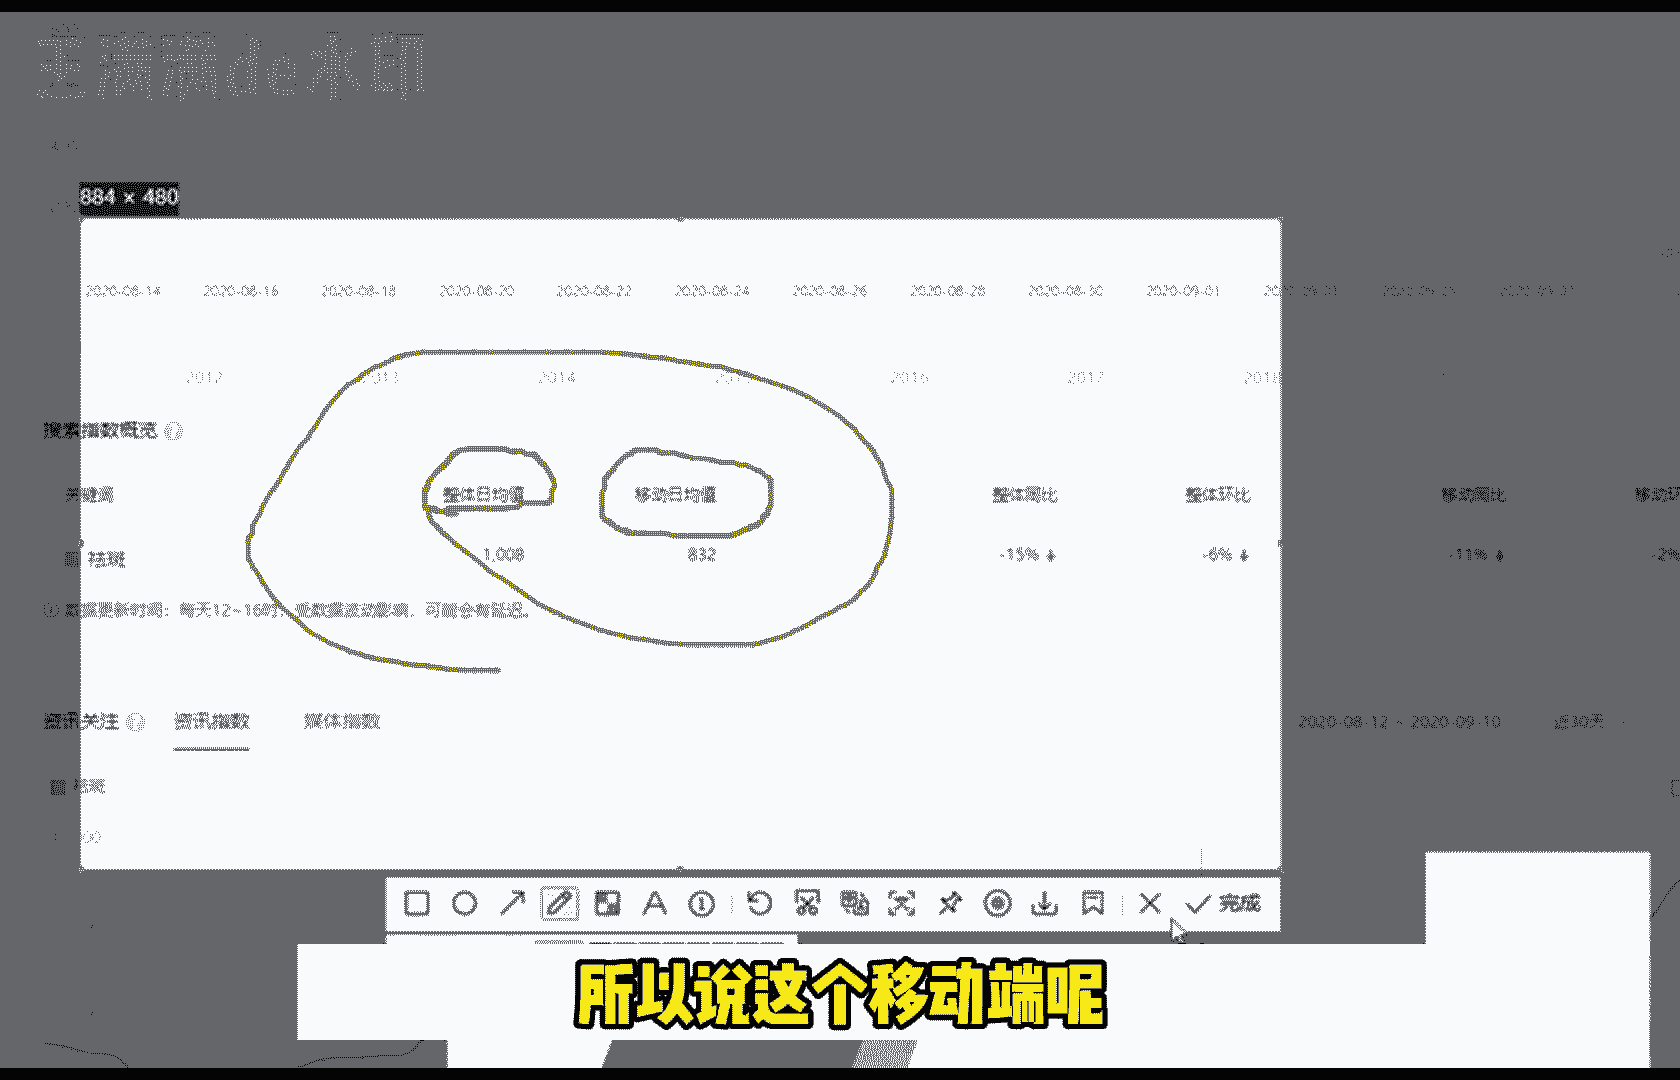 王满满de水印
884 × 480
2020-08-14 2020-08-16 2020-08-18 2020-08-20 2020-08-22 2020-08-24 2020-08-26 2020-08-28 2020-08-30 2020-09-01
2012 2013 2014 2015 2016 2017 2018
搜索指数概览
关键词 整体日均值 移动日均值 整体同比 整体环比 移动同比 移动环
祛斑 1,008 832 -15% ↓ -6% ↓ -11% ↓ -2%
数据更新时间：每天12~16时，受数据波动影响，可能会有延迟。
资讯关注 资讯指数 媒体指数 2020-08-12 ~ 2020-09-10 近30天
祛斑
完成
所以说这个移动端呢